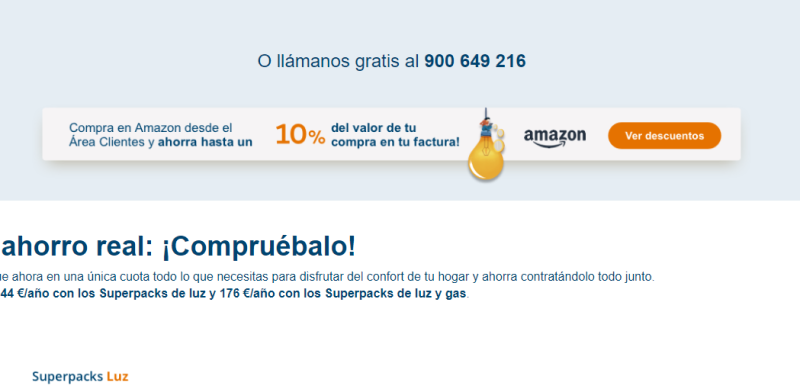 O llámanos gratis al 900 649 216
Compra en Amazon desde el
Área Clientes y ahorra hasta un
10%
del valor de tu
compra en tu factura!
amazon
Ver descuentos
ahorro real: ¡Compruébalo!
ahora en una única cuota todo lo que necesitas para disfrutar del confort de tu hogar y ahorra contratándolo todo junto.
44 €/año con los Superpacks de luz y 176 €/año con los Superpacks de luz y gas.
Superpacks Luz